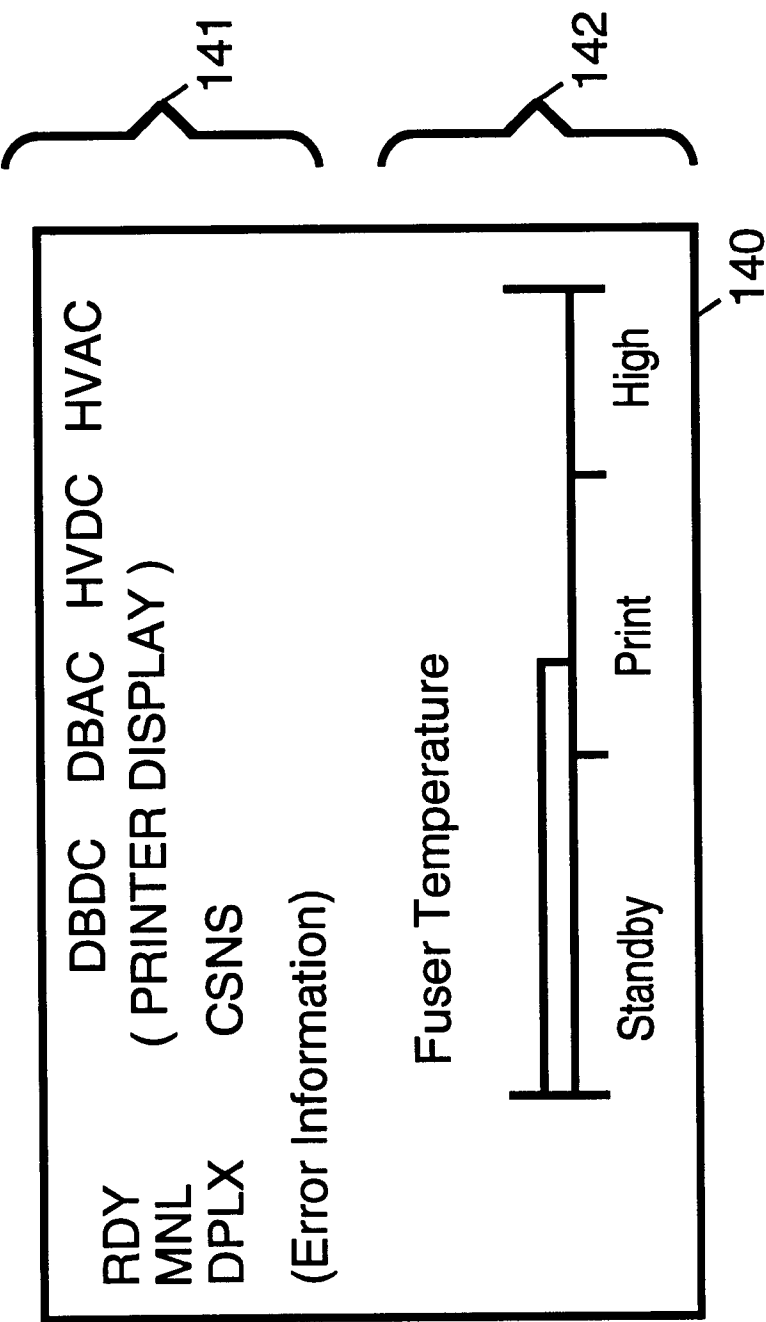 DBDC DBAC HVDC HVAC
RDY
( PRINTER DISPLAY )
MNL
DPLX CSNS
(Error Information)
141
Fuser Temperature
Standby Print High
142
140